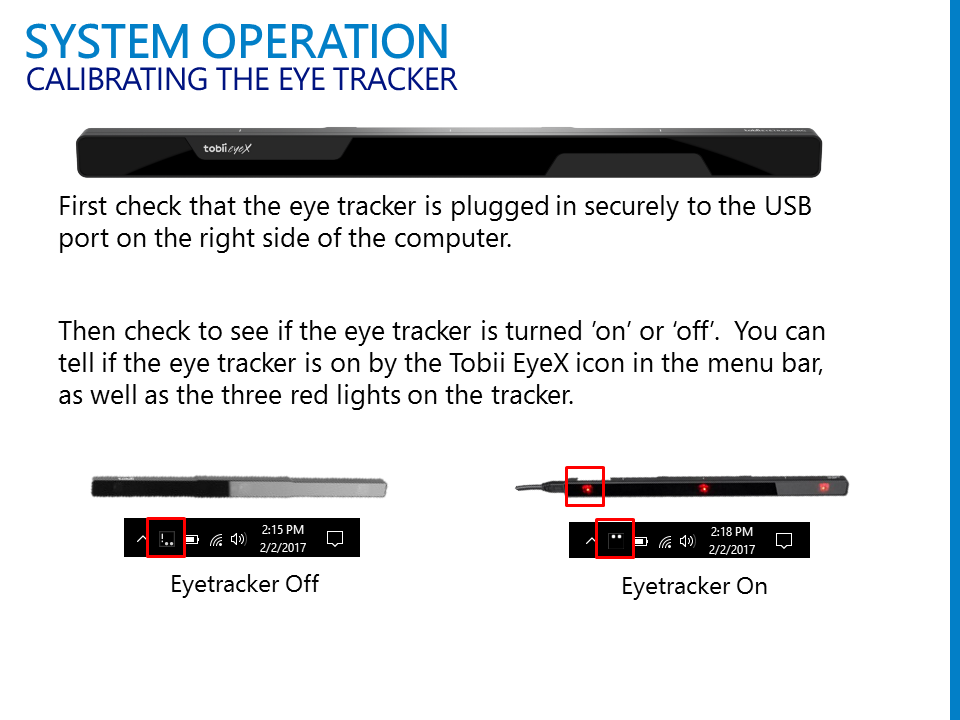 SYSTEM OPERATION
CALIBRATING THE EYE TRACKER
tobii eyeX
First check that the eye tracker is plugged in securely to the USB
port on the right side of the computer.
Then check to see if the eye tracker is turned ’on’ or ‘off’.  You can
tell if the eye tracker is on by the Tobii EyeX icon in the menu bar,
as well as the three red lights on the tracker.
tobii
2:15 PM
2/2/2017
2:18 PM
2/2/2017
Eyetracker Off
Eyetracker On